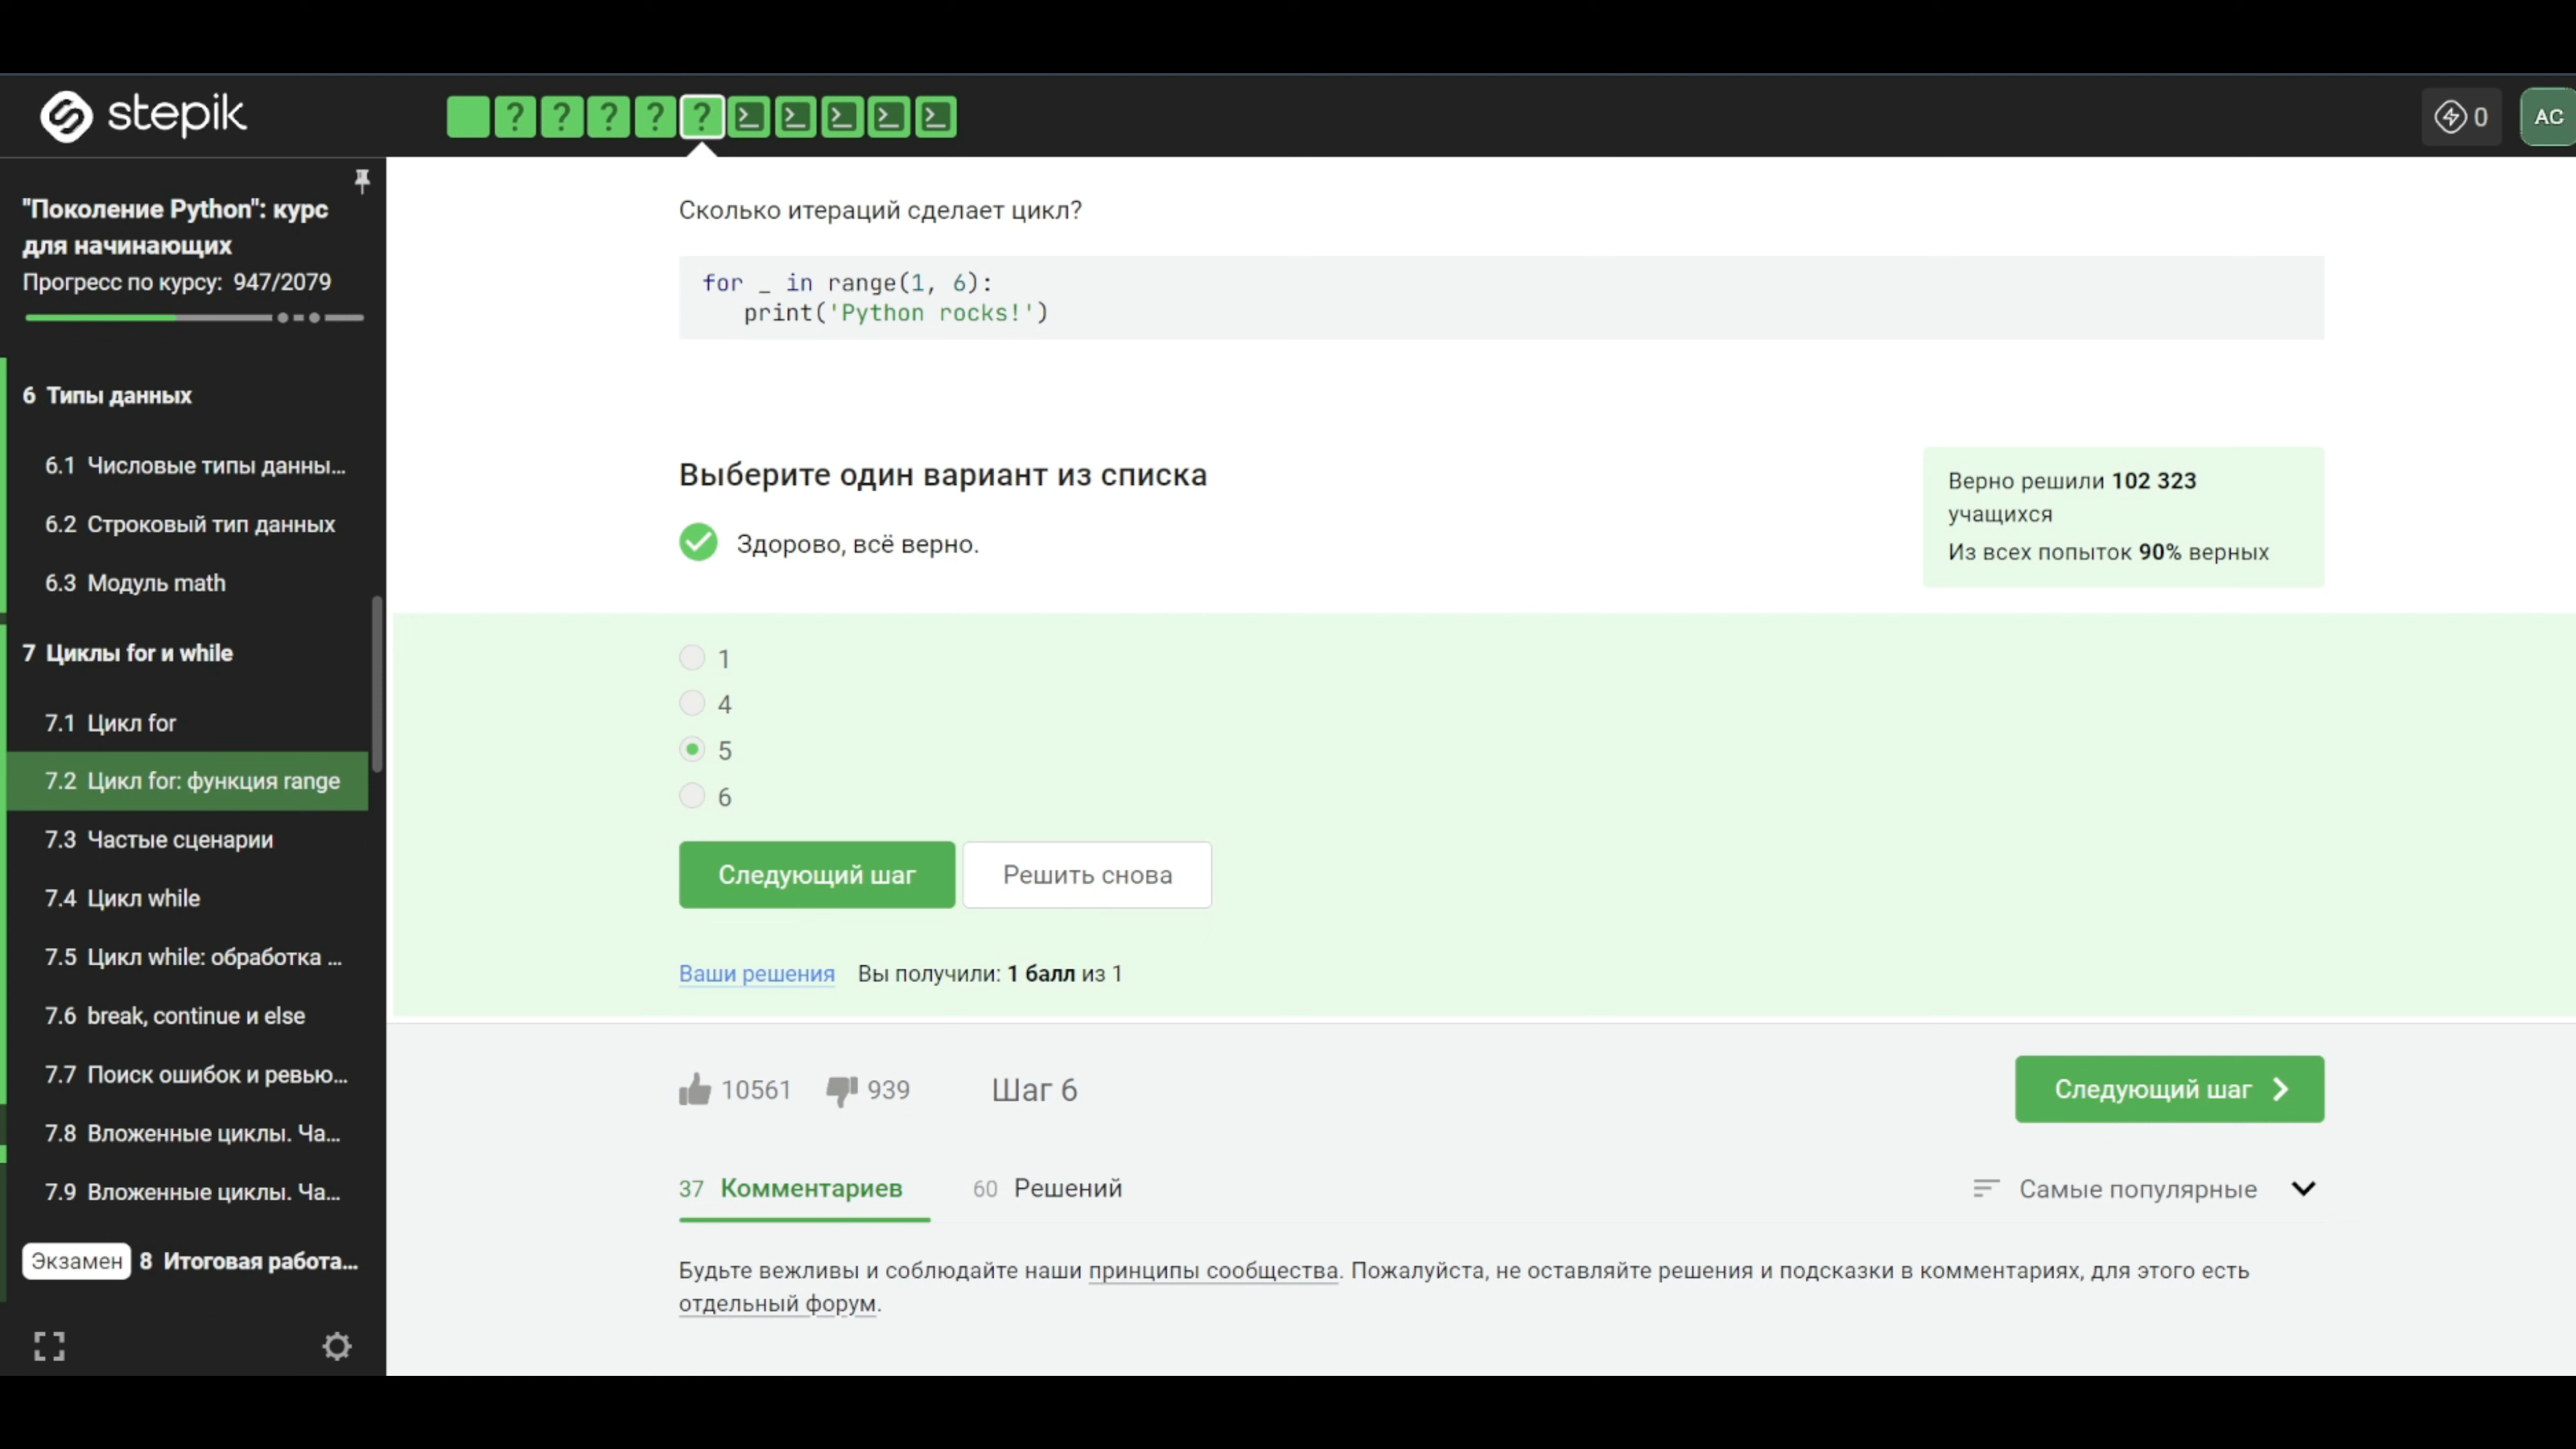 stepik
? ? ? ? ?
0
AC
"Поколение Python": курс
для начинающих
Прогресс по курсу: 947/2079
6 Типы данных
6.1 Числовые типы данны...
6.2 Строковый тип данных
6.3 Модуль math
7 Циклы for и while
7.1 Цикл for
7.2 Цикл for: функция range
7.3 Частые сценарии
7.4 Цикл while
7.5 Цикл while: обработка ...
7.6 break, continue и else
7.7 Поиск ошибок и ревью...
7.8 Вложенные циклы. Ча...
7.9 Вложенные циклы. Ча...
Экзамен 8 Итоговая работа...
Сколько итераций сделает цикл?
for _ in range(1, 6):
print('Python rocks!')
Выберите один вариант из списка
Здорово, всё верно.
Верно решили 102 323
учащихся
Из всех попыток 90% верных
1
4
5
6
Следующий шаг
Решить снова
Ваши решения Вы получили: 1 балл из 1
10561 939 Шаг 6
Следующий шаг
37 Комментариев 60 Решений
Самые популярные
Будьте вежливы и соблюдайте наши принципы сообщества. Пожалуйста, не оставляйте решения и подсказки в комментариях, для этого есть
отдельный форум.